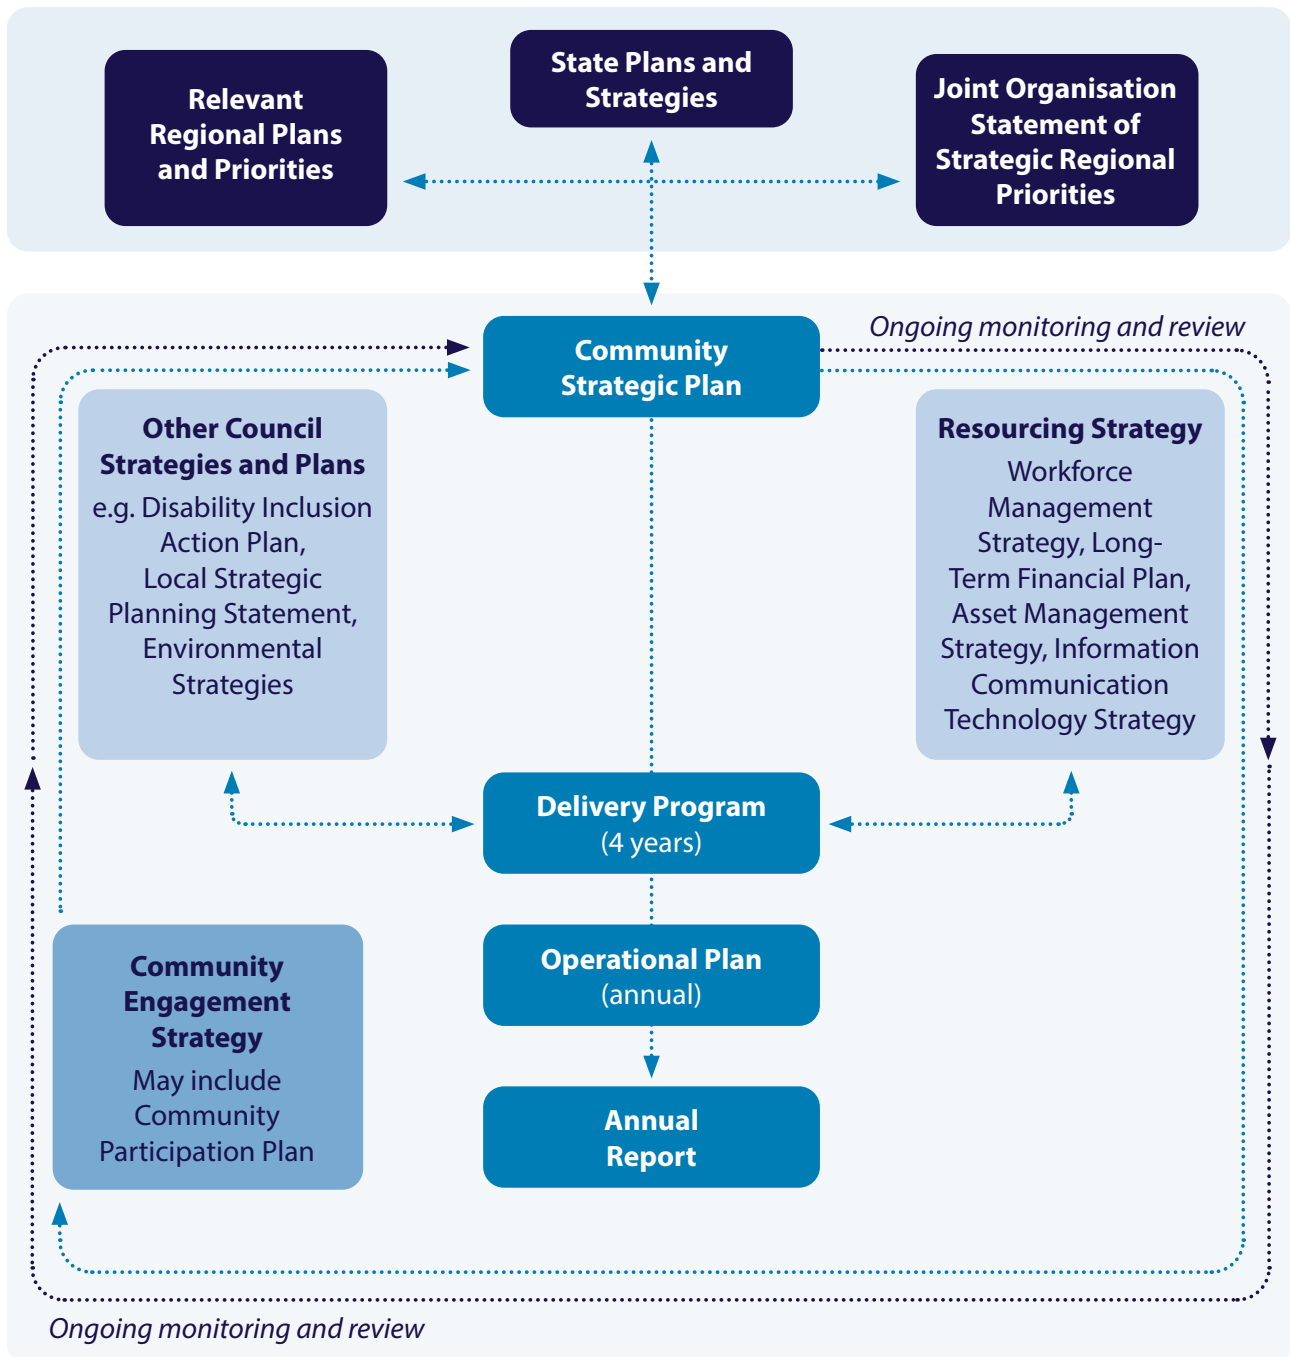 Relevant
Regional Plans
and Priorities
State Plans and
Strategies
Joint Organisation
Statement of
Strategic Regional
Priorities
Community
Strategic Plan
Ongoing monitoring and review
Other Council
Strategies and Plans
e.g. Disability Inclusion
Action Plan,
Local Strategic
Planning Statement,
Environmental
Strategies
Resourcing Strategy
Workforce
Management
Strategy, Long-
Term Financial Plan,
Asset Management
Strategy, Information
Communication
Technology Strategy
Delivery Program
(4 years)
Community
Engagement
Strategy
May include
Community
Participation Plan
Operational Plan
(annual)
Annual
Report
Ongoing monitoring and review